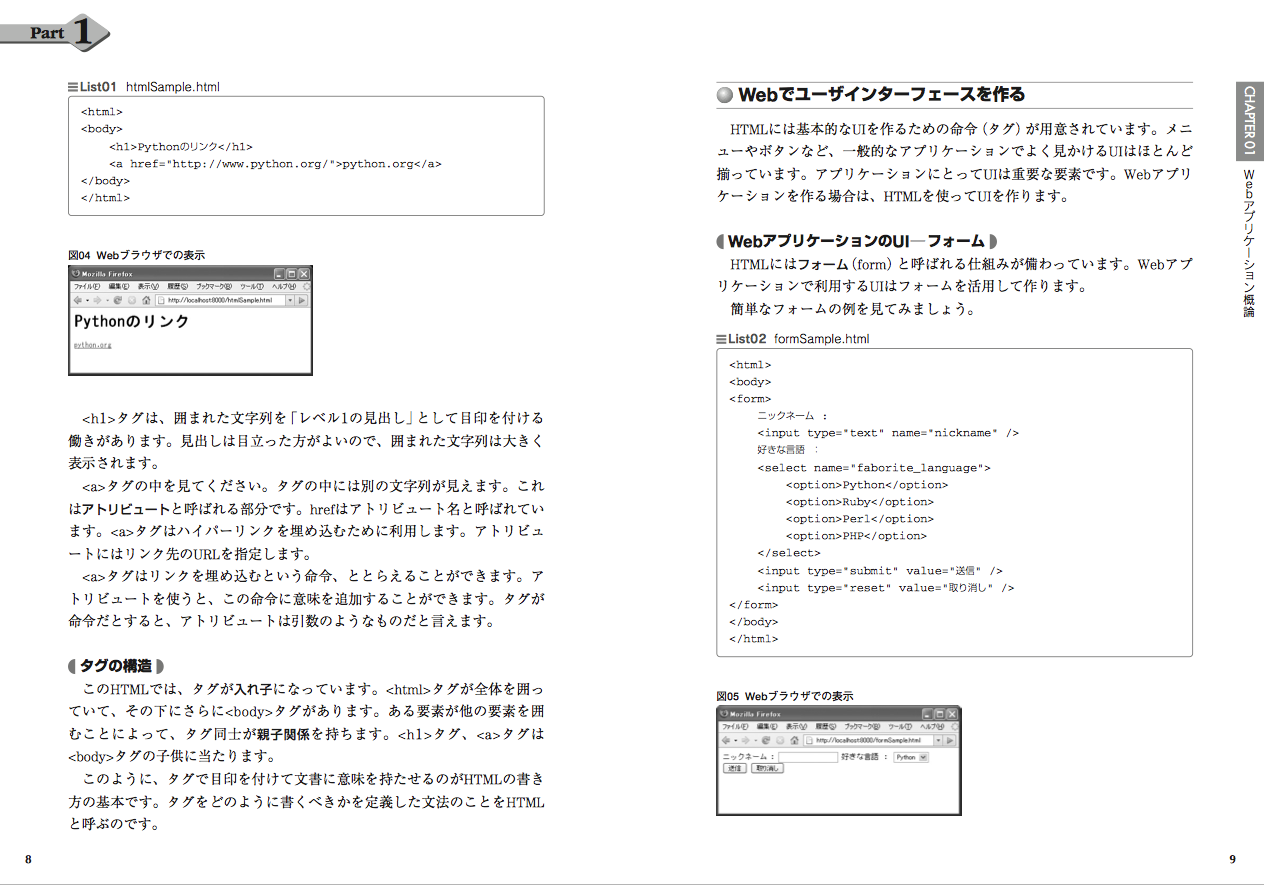 Part 1
List01 htmlSample.html
<html>
<body>
<h1>Pythonのリンク</h1>
<a href="http://www.python.org/">python.org</a>
</body>
</html>
図04 Webブラウザでの表示
Mozilla Firefox
ファイル(F) 編集(E) 表示(V) 履歴(S) ブックマーク(B) ツール(T) ヘルプ(H)
http://localhost:8000/htmlSample.html
Pythonのリンク
python.org
<h1>タグは、囲まれた文字列を「レベル1の見出し」として目印を付ける
働きがあります。見出しは目立った方がよいので、囲まれた文字列は大きく
表示されます。
<a>タグの中を見てください。タグの中には別の文字列が見えます。これ
はアトリビュートと呼ばれる部分です。hrefはアトリビュート名と呼ばれてい
ます。<a>タグはハイパーリンクを埋め込むために利用します。アトリビュ
ートにはリンク先のURLを指定します。
<a>タグはリンクを埋め込むという命令、ととらえることができます。ア
トリビュートを使うと、この命令に意味を追加することができます。タグが
命令だとすると、アトリビュートは引数のようなものだと言えます。
タグの構造
このHTMLでは、タグが入れ子になっています。<html>タグが全体を囲っ
ていて、その下にさらに<body>タグがあります。ある要素が他の要素を囲
むことによって、タグ同士が親子関係を持ちます。<h1>タグ、<a>タグは
<body>タグの子供に当たります。
このように、タグで目印を付けて文書に意味を持たせるのがHTMLの書き
方の基本です。タグをどのように書くべきかを定義した文法のことをHTML
と呼ぶのです。
8
Webでユーザインターフェースを作る
HTMLには基本的なUIを作るための命令（タグ）が用意されています。メニ
ューやボタンなど、一般的なアプリケーションでよく見かけるUIはほとんど
揃っています。アプリケーションにとってUIは重要な要素です。Webアプリ
ケーションを作る場合は、HTMLを使ってUIを作ります。
WebアプリケーションのUI―フォーム
HTMLにはフォーム（form）と呼ばれる仕組みが備わっています。Webアプ
リケーションで利用するUIはフォームを活用して作ります。
簡単なフォームの例を見てみましょう。
List02 formSample.html
<html>
<body>
<form>
ニックネーム ：
<input type="text" name="nickname" />
好きな言語 ：
<select name="faborite_language">
<option>Python</option>
<option>Ruby</option>
<option>Perl</option>
<option>PHP</option>
</select>
<input type="submit" value="送信" />
<input type="reset" value="取り消し" />
</form>
</body>
</html>
図05 Webブラウザでの表示
Mozilla Firefox
ファイル(F) 編集(E) 表示(V) 履歴(S) ブックマーク(B) ツール(T) ヘルプ(H)
http://localhost:8000/formSample.html
ニックネーム： 好きな言語： Python
送信 取り消し
CHAPTER 01
Webアプリケーション概論
9